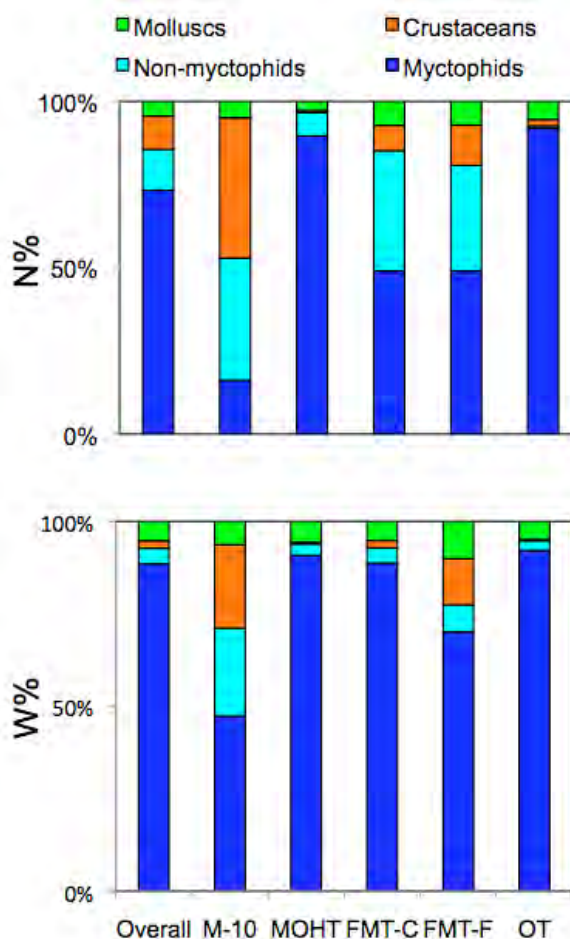 Molluscs Crustaceans
Non-myctophids Myctophids
100%
N%
50%
0%
100%
W%
50%
0%
Overall M-10 MOHT FMT-C FMT-F OT